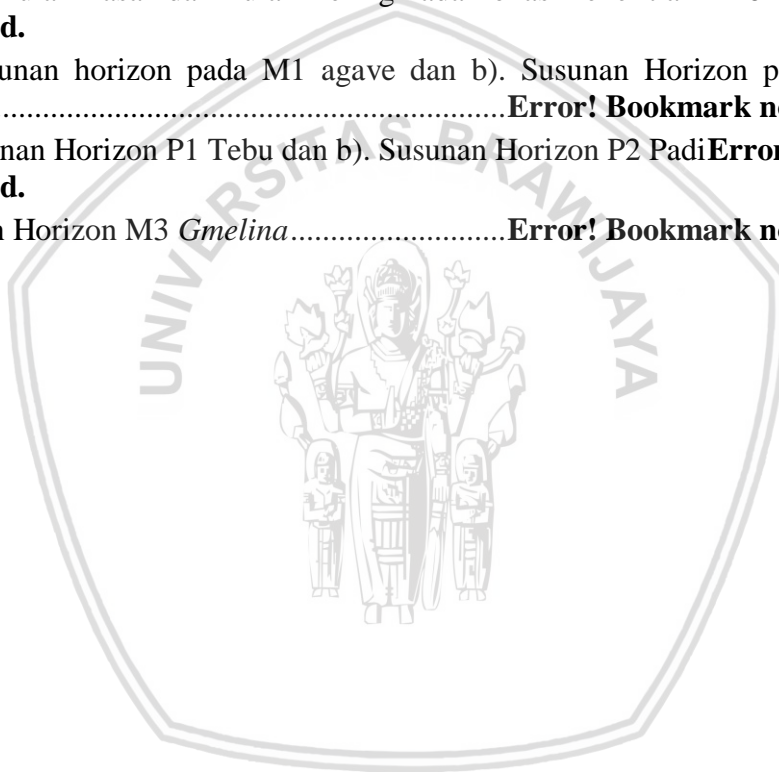 d.
unan horizon pada M1 agave dan b). Susunan Horizon p
....................................................................Error! Bookmark n
nan Horizon P1 Tebu dan b). Susunan Horizon P2 PadiError
d.
Horizon M3 Gmelina..............................Error! Bookmark n
UNIVERSITAS BRAWIJAYA